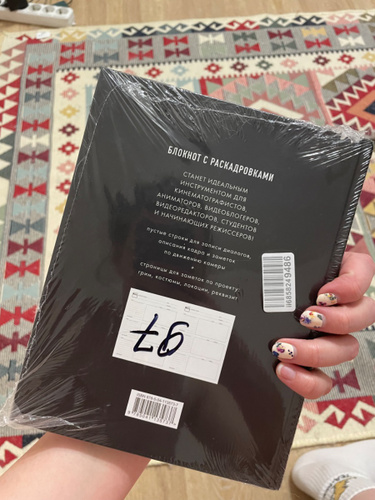 БЛОКНОТ С РАСКАДРОВКАМИ
СТАНЕТ ИДЕАЛЬНЫМ
ИНСТРУМЕНТОМ ДЛЯ
КИНЕМАТОГРАФИСТОВ,
АНИМАТОРОВ, ВИДЕОБЛОГЕРОВ,
ВИДЕОРЕДАКТОРОВ, СТУДЕНТОВ
И НАЧИНАЮЩИХ РЕЖИССЕРОВ!
пустые строки для записи диалогов,
описания кадра и заметок
по движению камеры
+
страницы для заметок по проекту:
грим, костюмы, локации, реквизит
97